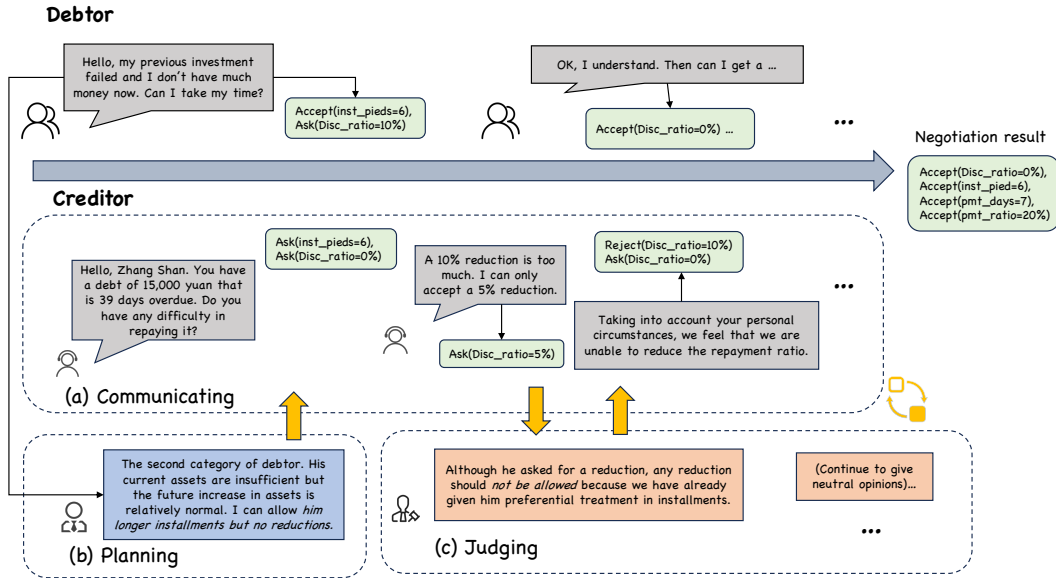 Debtor
Hello, my previous investment
failed and I don't have much
money now. Can I take my time?
Accept(inst_pieds=6),
Ask(Disc_ratio=10%)
OK, I understand. Then can I get a ...
Accept(Disc_ratio=0%) ...
...
Negotiation result
Accept(Disc_ratio=0%),
Accept(inst_pied=6),
Accept(pmt_days=7),
Accept(pmt_ratio=20%)
Creditor
Hello, Zhang Shan. You have
a debt of 15,000 yuan that
is 39 days overdue. Do you
have any difficulty in
repaying it?
Ask(inst_pieds=6),
Ask(Disc_ratio=0%)
A 10% reduction is too
much. I can only
accept a 5% reduction.
Ask(Disc_ratio=5%)
Reject(Disc_ratio=10%)
Ask(Disc_ratio=0%)
Taking into account your personal
circumstances, we feel that we are
unable to reduce the repayment ratio.
...
(a) Communicating
The second category of debtor. His
current assets are insufficient but
the future increase in assets is
relatively normal. I can allow him
longer installments but no reductions.
(b) Planning
Although he asked for a reduction, any reduction
should not be allowed because we have already
given him preferential treatment in installments.
(Continue to give
neutral opinions)...
...
(c) Judging